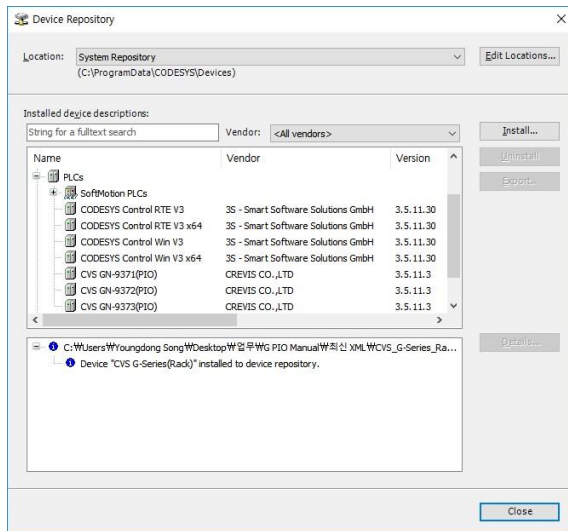 Device Repository
Location: System Repository Edit Locations...
(C:\ProgramData\CODESYS\Devices)
Installed device descriptions:
String for a fulltext search Vendor: <All vendors> Install...
Name Vendor Version Uninstall
PLCs Export...
SoftMotion PLCs
CODESYS Control RTE V3 3S - Smart Software Solutions GmbH 3.5.11.30
CODESYS Control RTE V3 x64 3S - Smart Software Solutions GmbH 3.5.11.30
CODESYS Control Win V3 3S - Smart Software Solutions GmbH 3.5.11.30
CODESYS Control Win V3 x64 3S - Smart Software Solutions GmbH 3.5.11.30
CVS GN-9371(PIO) CREVIS CO.,LTD 3.5.11.3
CVS GN-9372(PIO) CREVIS CO.,LTD 3.5.11.3
CVS GN-9373(PIO) CREVIS CO.,LTD 3.5.11.3
C:₩Users₩Youngdong Song₩Desktop₩업무₩G PIO Manual₩최신 XML₩CVS_G-Series_Ra... Details...
Device "CVS G-Series(Rack)" installed to device repository.
Close